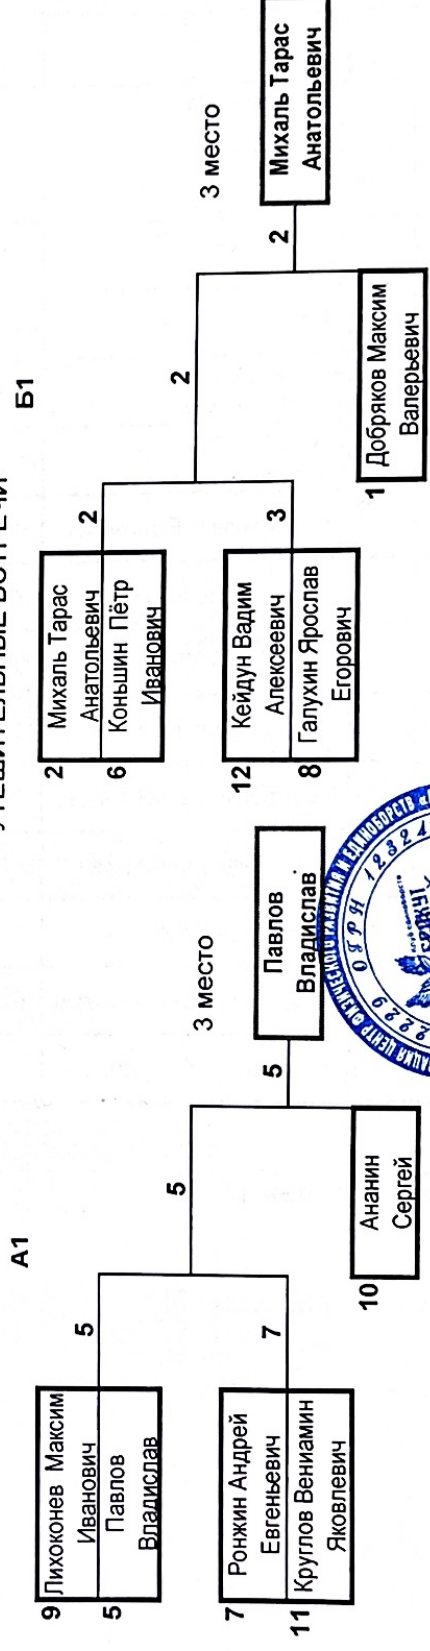 А1
9 Лихоконев Максим
Иванович
5 Павлов
Владислав
5
7 Ронжин Андрей
Евгеньевич
11 Круглов Вениамин
Яковлевич
7
5
10 Ананин
Сергей
5
3 место
Павлов
Владислав
Б1
2 Михаль Тарас
Анатольевич
6 Коньшин Пётр
Иванович
2
12 Кейдун Вадим
Алексеевич
8 Галухин Ярослав
Егорович
3
2
1 Добряков Максим
Валерьевич
2
3 место
Михаль Тарас
Анатольевич
ОГРН